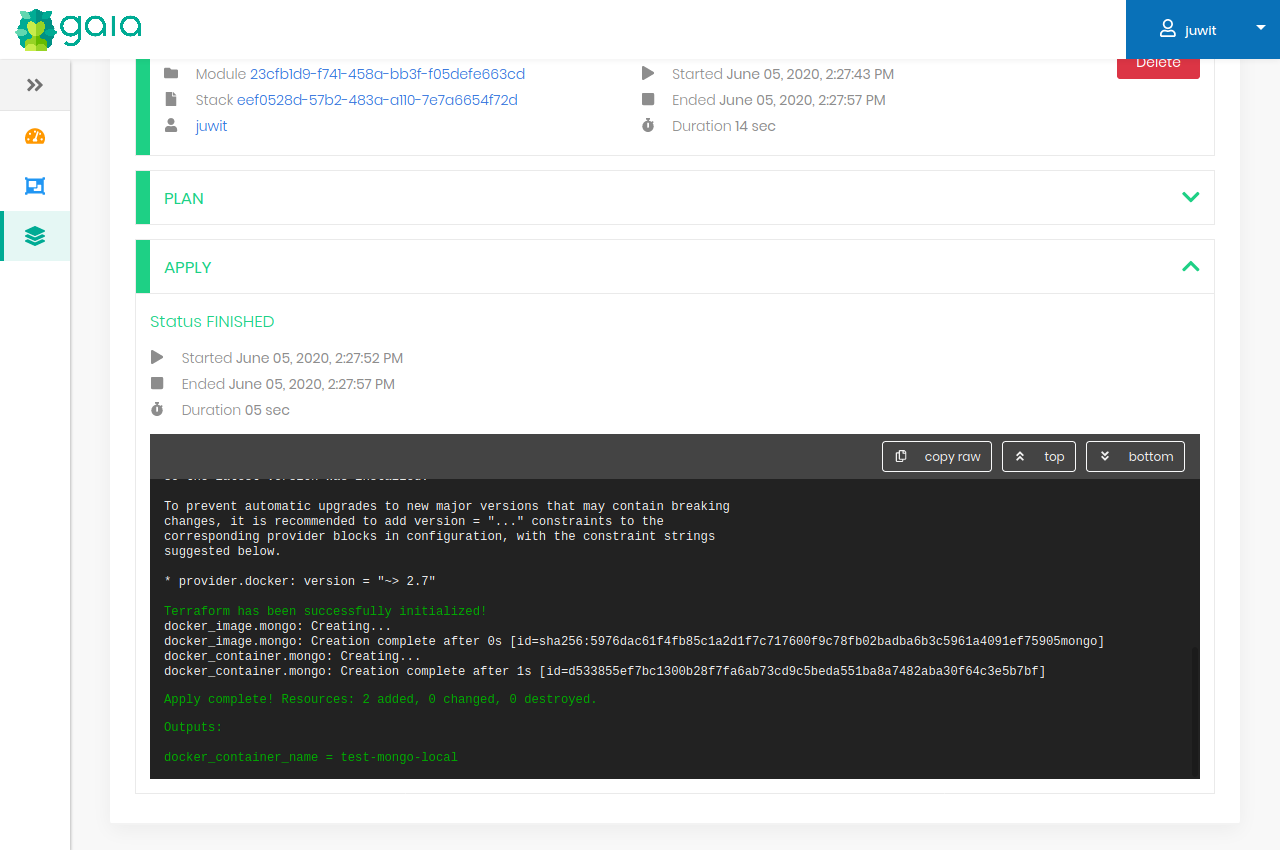 gaia
juwit
Delete
Module 23cfb1d9-f741-458a-bb3f-f05defe663cd
Started June 05, 2020, 2:27:43 PM
Stack eef0528d-57b2-483a-a110-7e7a6654f72d
Ended June 05, 2020, 2:27:57 PM
juwit
Duration 14 sec
PLAN
APPLY
Status FINISHED
Started June 05, 2020, 2:27:52 PM
Ended June 05, 2020, 2:27:57 PM
Duration 05 sec
copy raw
top
bottom
so the latest version was installed.
To prevent automatic upgrades to new major versions that may contain breaking
changes, it is recommended to add version = "..." constraints to the
corresponding provider blocks in configuration, with the constraint strings
suggested below.
* provider.docker: version = "~> 2.7"
Terraform has been successfully initialized!
docker_image.mongo: Creating...
docker_image.mongo: Creation complete after 0s [id=sha256:5976dac61f4fb85c1a2d1f7c717600f9c78fb02badba6b3c5961a4091ef75905mongo]
docker_container.mongo: Creating...
docker_container.mongo: Creation complete after 1s [id=d533855ef7bc1300b28f7fa6ab73cd9c5beda551ba8a7482aba30f64c3e5b7bf]
Apply complete! Resources: 2 added, 0 changed, 0 destroyed.
Outputs:
docker_container_name = test-mongo-local